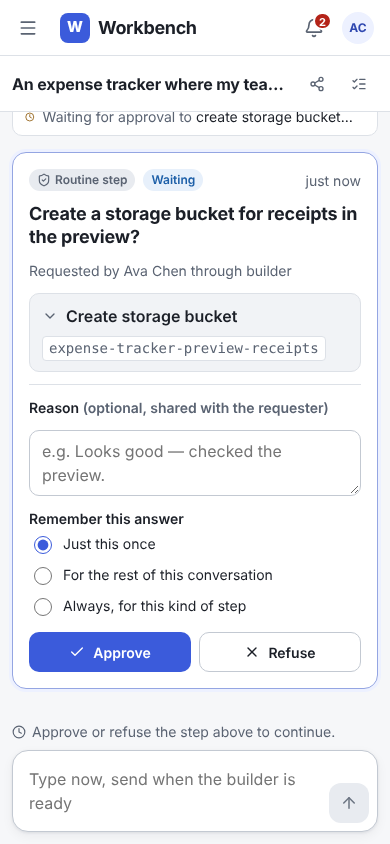 W Workbench
2
AC
An expense tracker where my tea...
Waiting for approval to create storage bucket...
Routine step
Waiting
just now
Create a storage bucket for receipts in
the preview?
Requested by Ava Chen through builder
Create storage bucket
expense-tracker-preview-receipts
Reason (optional, shared with the requester)
e.g. Looks good — checked the
preview.
Remember this answer
Just this once
For the rest of this conversation
Always, for this kind of step
Approve
Refuse
Approve or refuse the step above to continue.
Type now, send when the builder is
ready